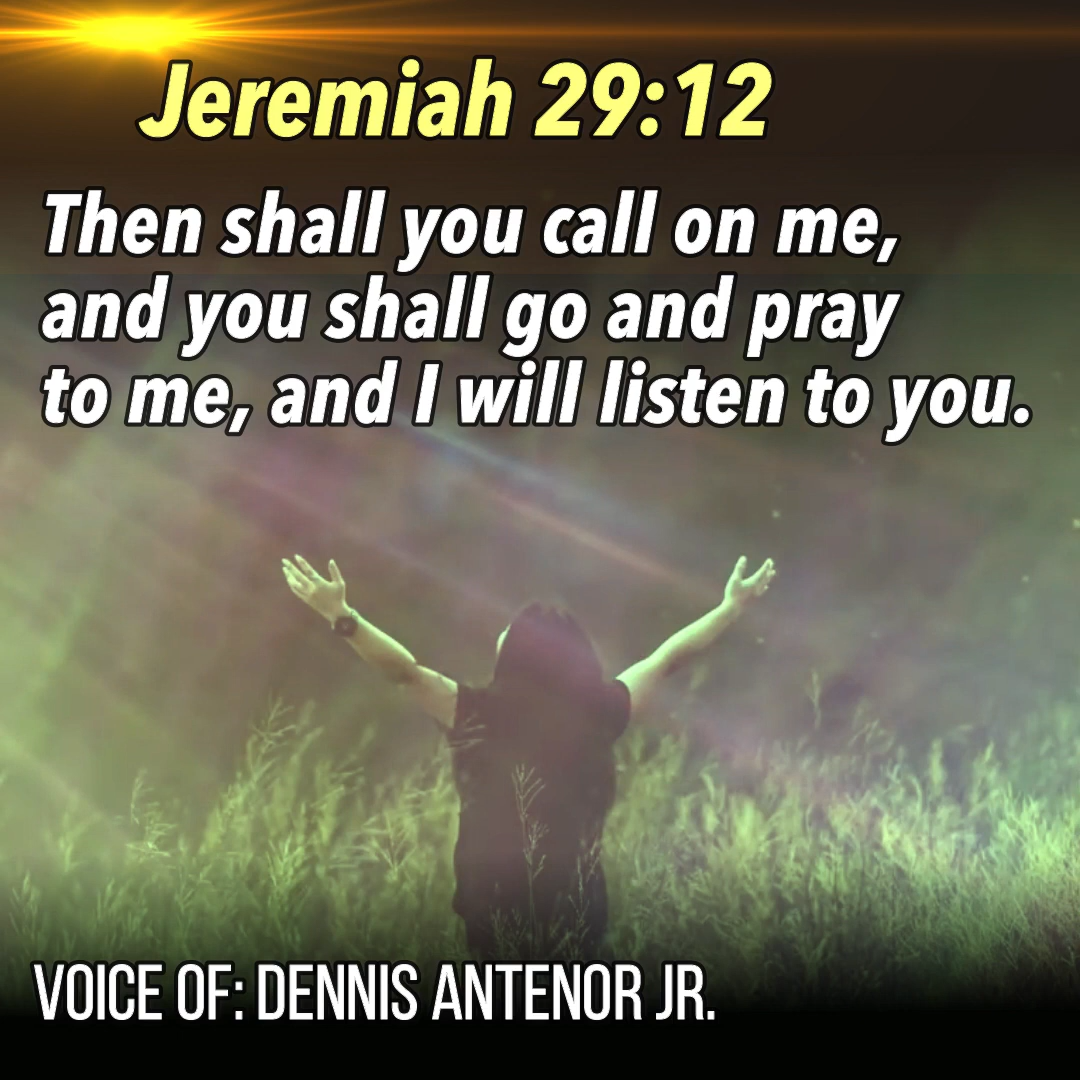 Jeremiah 29:12
Then shall you call on me,
and you shall go and pray
to me, and I will listen to you.
VOICE OF: DENNIS ANTENOR JR.